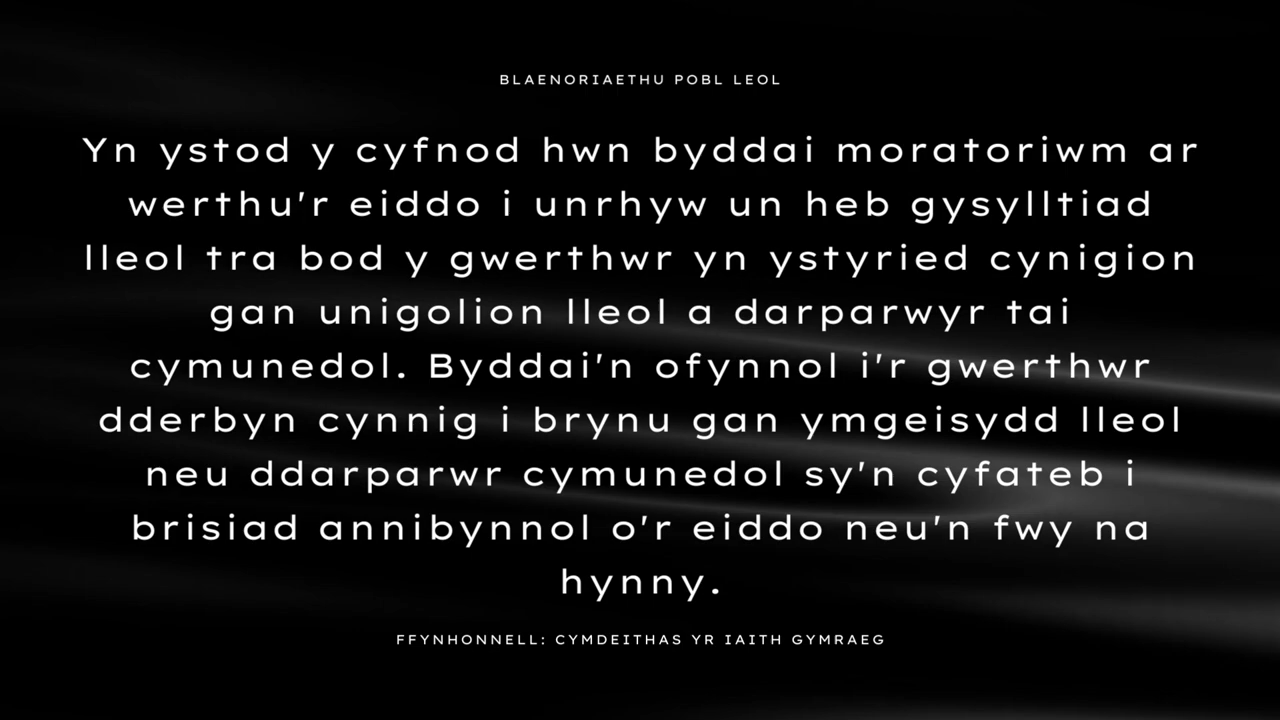 BLAENORIAETHU POBL LEOL
Yn ystod y cyfnod hwn byddai moratoriwm ar
werthu'r eiddo i unrhyw un heb gysylltiad
lleol tra bod y gwerthwr yn ystyried cynigion
gan unigolion lleol a darparwyr tai
cymunedol. Byddai'n ofynnol i'r gwerthwr
dderbyn cynnig i brynu gan ymgeisydd lleol
neu ddarparwr cymunedol sy'n cyfateb i
brisiad annibynnol o'r eiddo neu'n fwy na
hynny.
FFYNHONNELL: CYMDEITHAS YR IAITH GYMRAEG